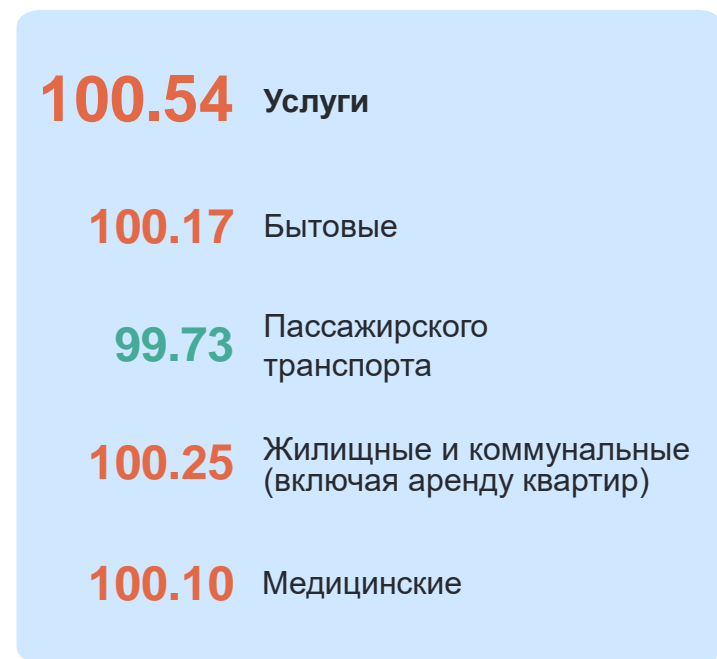 100.54 Услуги
100.17 Бытовые
99.73 Пассажирского
транспорта
100.25 Жилищные и коммунальные
(включая аренду квартир)
100.10 Медицинские